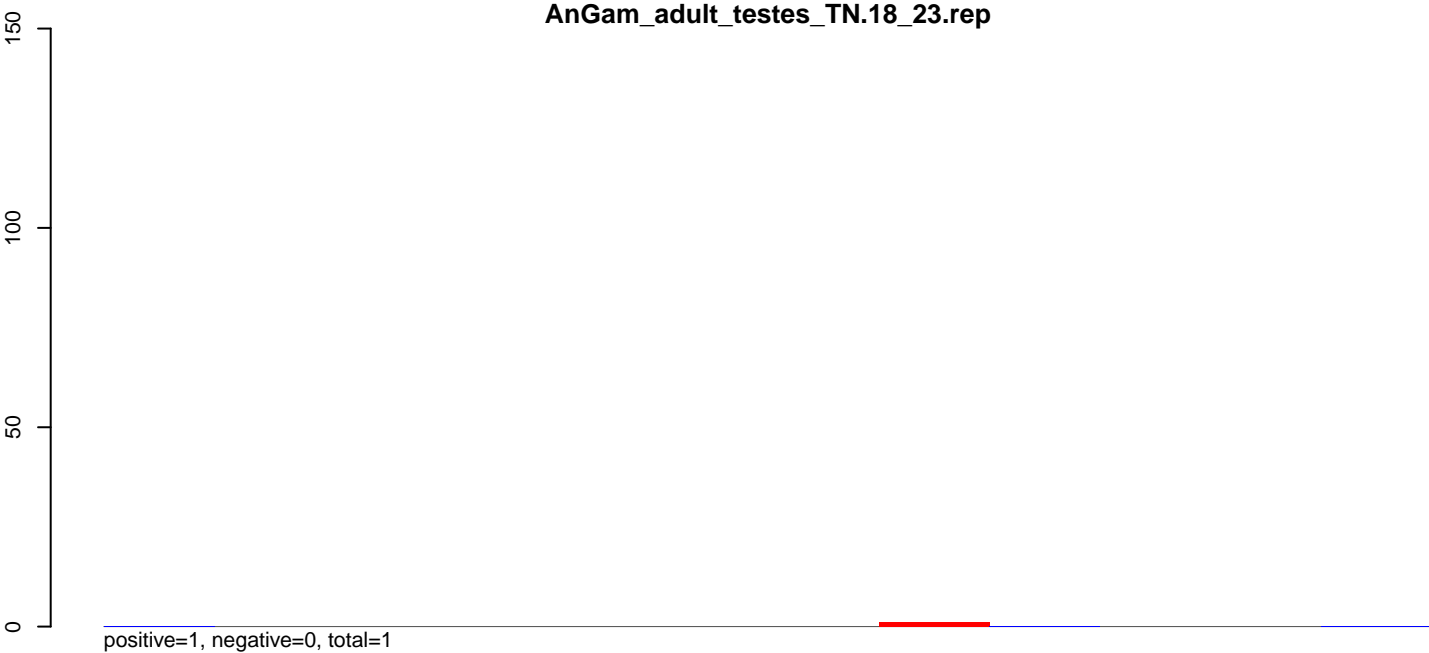 AnGam_adult_testes_TN.18_23.rep
150
100
50
0
positive=1, negative=0, total=1